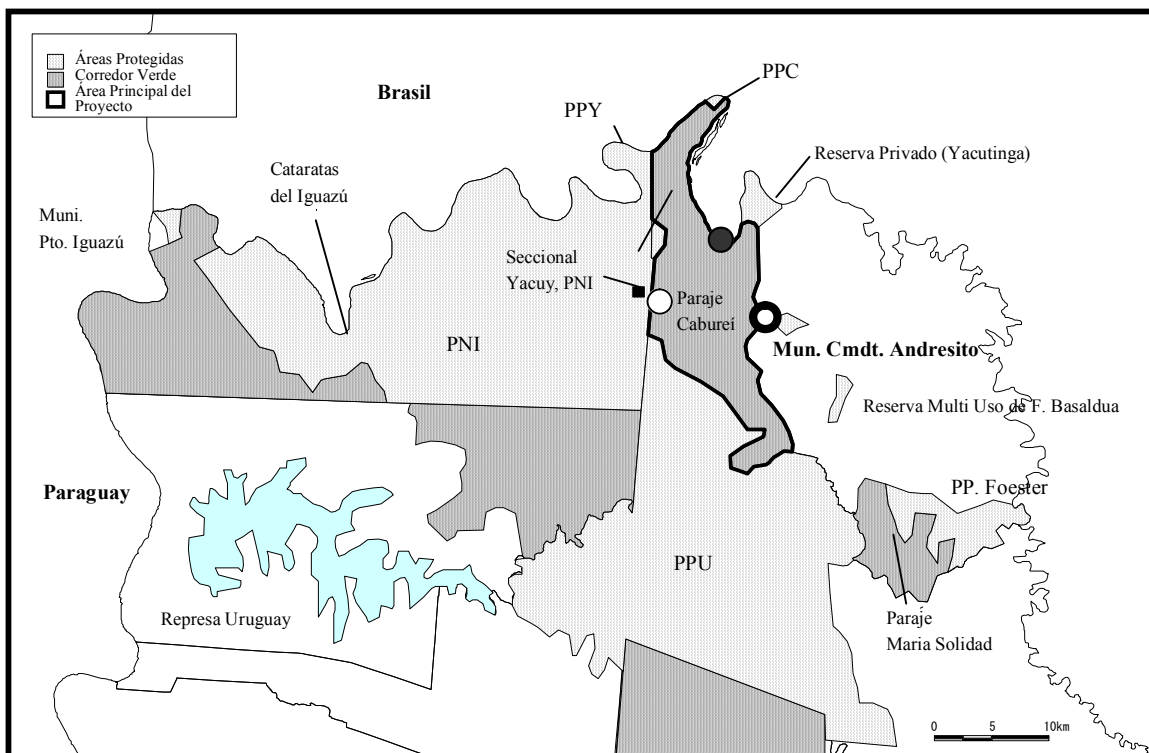 Áreas Protegidas
Corredor Verde
Área Principal del
Proyecto
Brasil
PPC
PPY
Reserva Privado (Yacutinga)
Cataratas
del Iguazú
Muni.
Pto. Iguazú
Seccional
Yacuy, PNI
Paraje
Cabureí
PNI
Mun. Cmdt. Andresito
Reserva Multi Uso de F. Basaldua
Paraguay
PP. Foester
PPU
Represa Uruguay
Paraje
Maria Solidad
0 5 10km